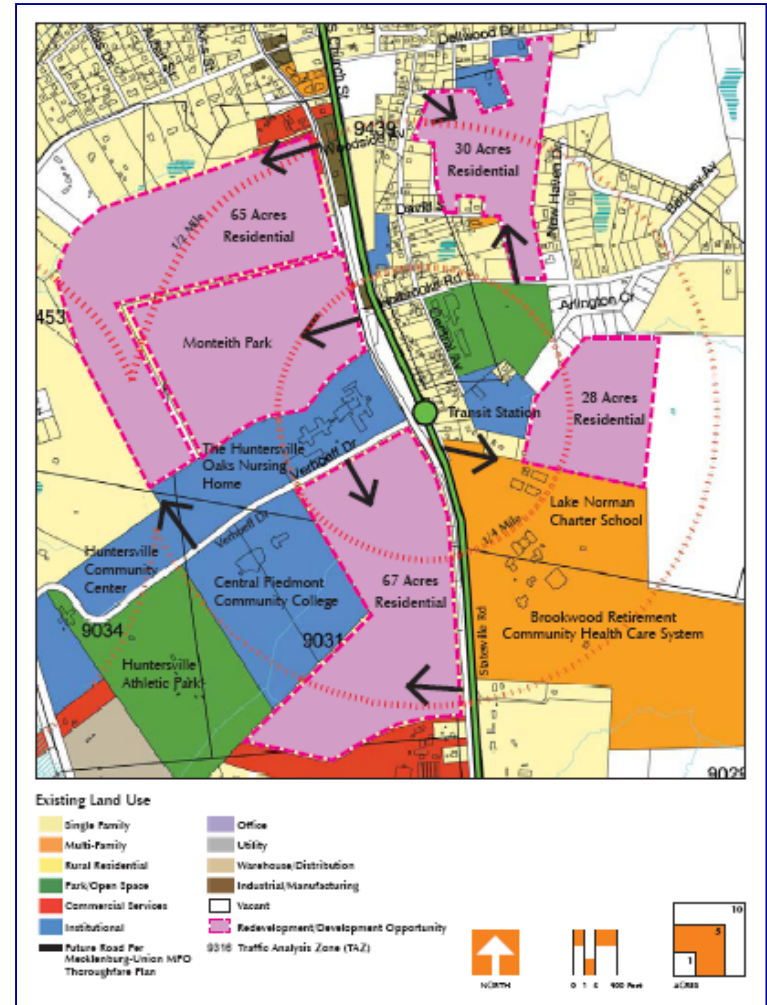 Dellwood Dr
Church St
9439
Woodside Av
30 Acres
Residential
New Haven Dr
65 Acres
Residential
1/2 Mile
David
Holbrooks Rd
Arlington Cr
453
Central Av
Monteith Park
28 Acres
Residential
Transit Station
The Huntersville
Oaks Nursing
Home
Verhoeff Dr
Lake Norman
Charter School
1/4 Mile
Verhoeff Dr
Huntersville
Community
Center
Central Piedmont
Community College
67 Acres
Residential
Brookwood Retirement
Community Health Care System
9034
9031
Huntersville
Athletic Park
Statesville Rd
9029
Existing Land Use
Single Family
Multi-Family
Rural Residential
Park/Open Space
Commercial Services
Institutional
Future Road Per
Mecklenburg-Union MPO
Thoroughfare Plan
Office
Utility
Warehouse/Distribution
Industrial/Manufacturing
Vacant
Redevelopment/Development Opportunity
9316 Traffic Analysis Zone (TAZ)
NORTH
Feet
10
5
1
ACRES